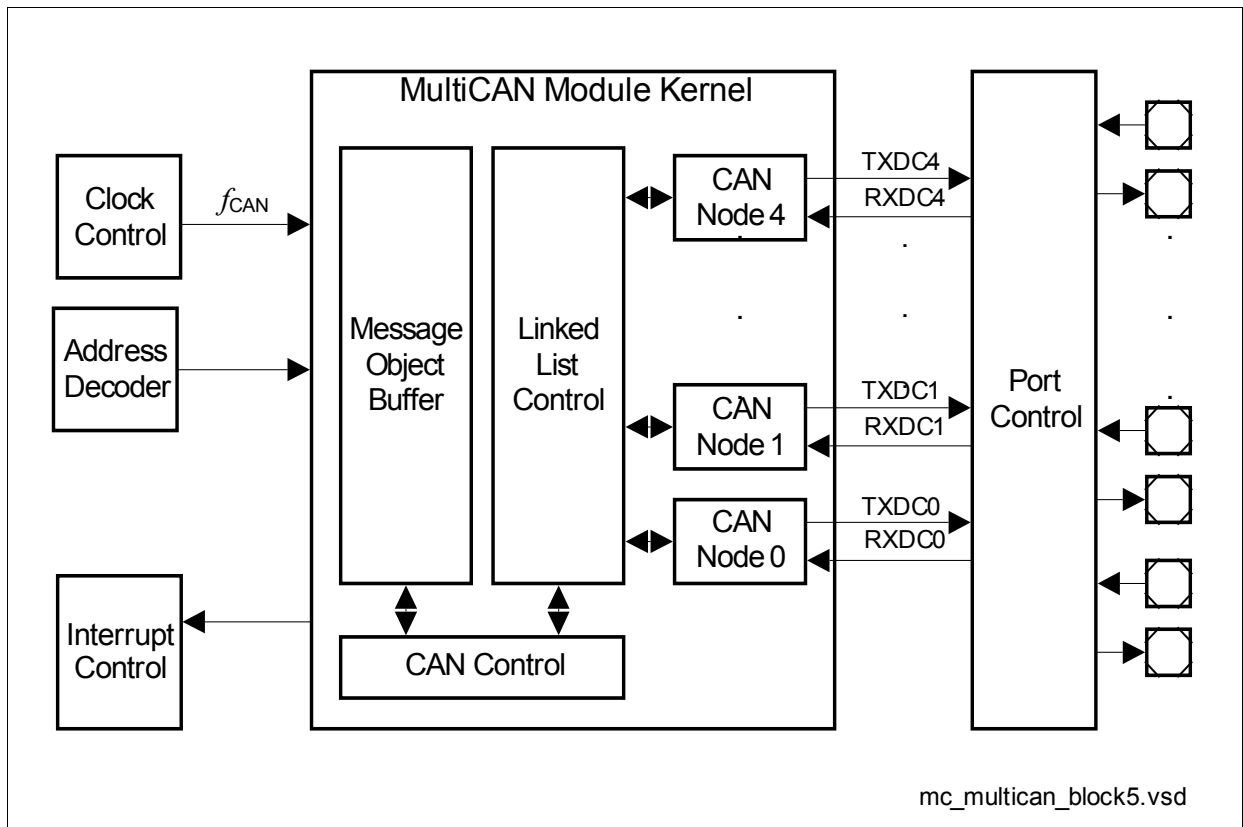 MultiCAN Module Kernel
Clock
Control
fCAN
Address
Decoder
Interrupt
Control
Message
Object
Buffer
Linked
List
Control
CAN Control
CAN
Node 4
CAN
Node 1
CAN
Node 0
TXDC4
RXDC4
TXDC1
RXDC1
TXDC0
RXDC0
Port
Control
mc_multican_block5.vsd